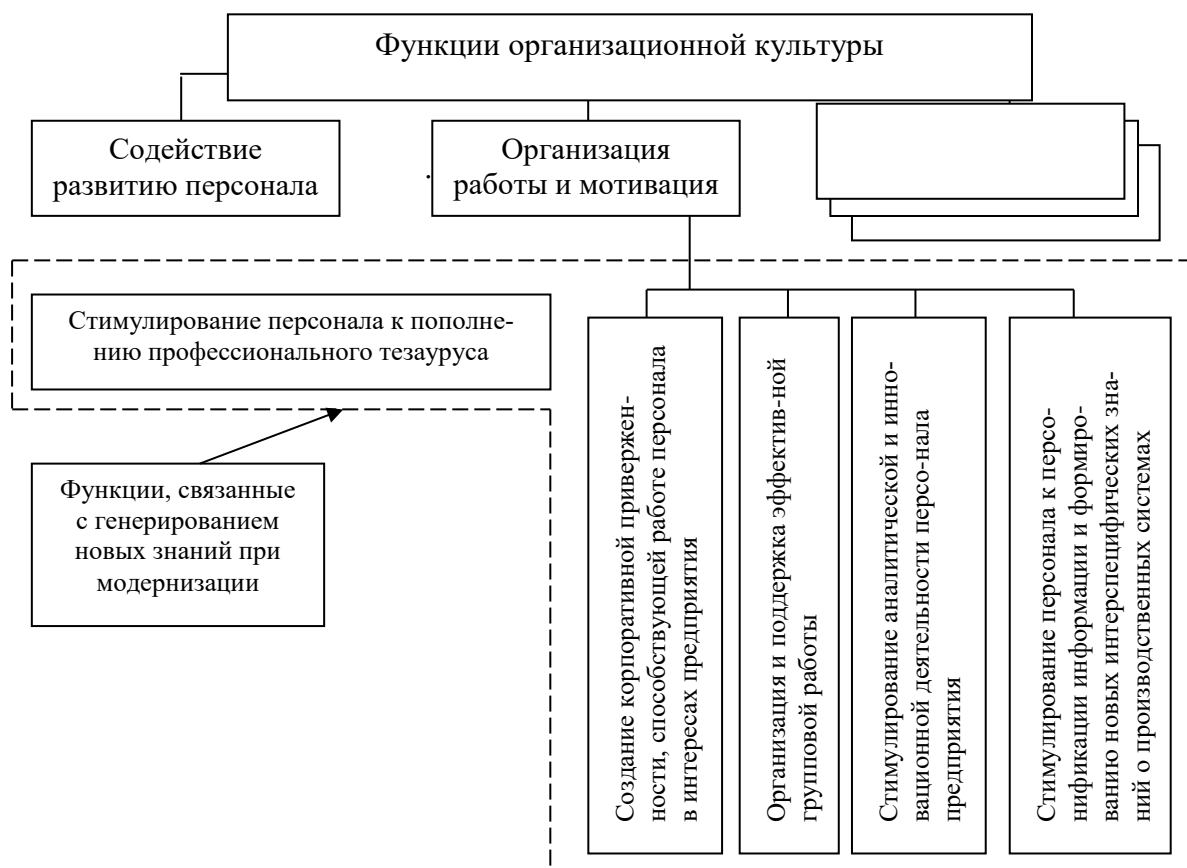 Функции организационной культуры
Содействие
развитию персонала
Организация
работы и мотивация
.
Стимулирование персонала к пополне-
нию профессионального тезауруса
Функции, связанные
с генерированием
новых знаний при
модернизации
Создание корпоративной привержен-
ности, способствующей работе персонала
в интересах предприятия
Организация и поддержка эффектив-ной
групповой работы
Стимулирование аналитической и инно-
вационной деятельности персо-нала
предприятия
Стимулирование персонала к персо-
нификации информации и формиро-
ванию новых интерспецифических зна-
ний о производственных системах